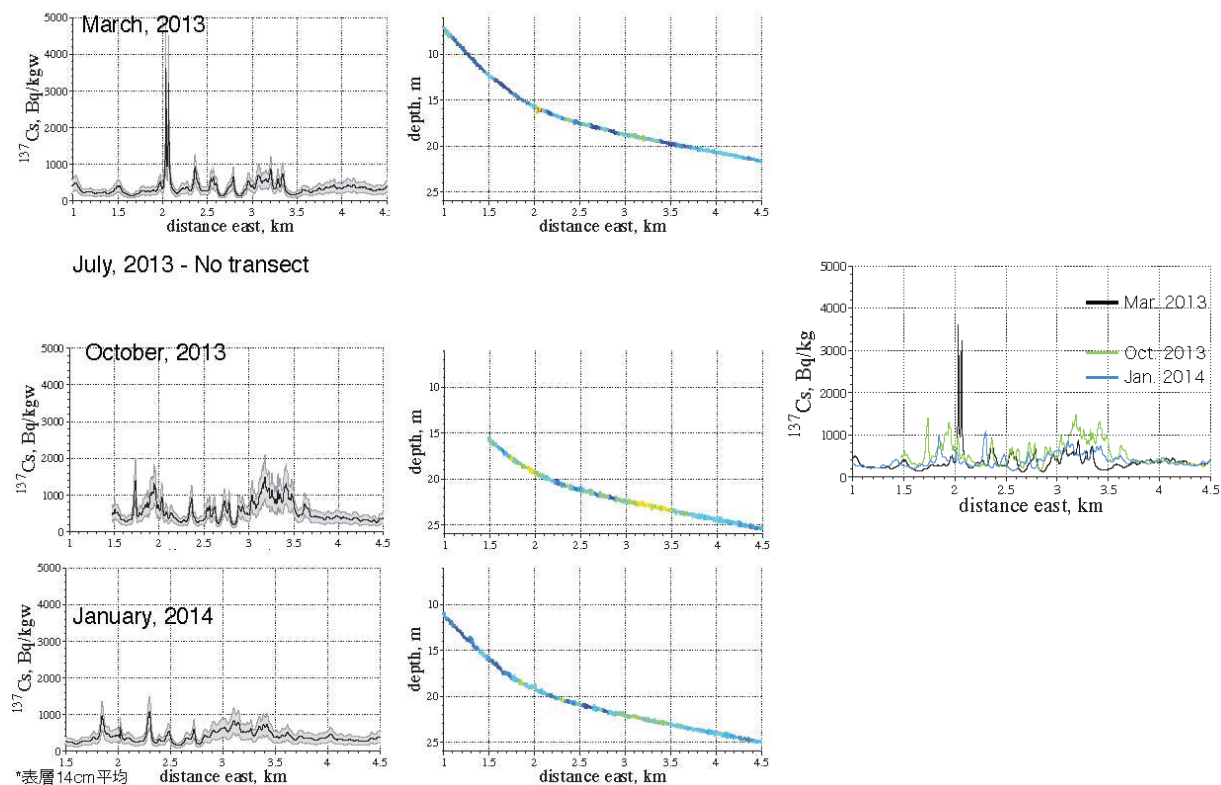 March, 2013
5000
4000
3000
2000
1000
0
137Cs, Bq/kgw
1 1.5 2 2.5 3 3.5 4 4.5
distance east, km
10
15
20
25
depth, m
1 1.5 2 2.5 3 3.5 4 4.5
distance east, km
July, 2013 - No transect
October, 2013
5000
4000
3000
2000
1000
0
137Cs, Bq/kgw
1 1.5 2 2.5 3 3.5 4 4.5
10
15
20
25
depth, m
1 1.5 2 2.5 3 3.5 4 4.5
5000
4000
3000
2000
1000
0
137Cs, Bq/kg
Mar. 2013
Oct. 2013
Jan. 2014
1 1.5 2 2.5 3 3.5 4 4.5
distance east, km
January, 2014
5000
4000
3000
2000
1000
0
137Cs, Bq/kgw
1.5 2 2.5 3 3.5 4 4.5
distance east, km
10
15
20
25
depth, m
1 1.5 2 2.5 3 3.5 4 4.5
distance east, km
*表層14cm平均